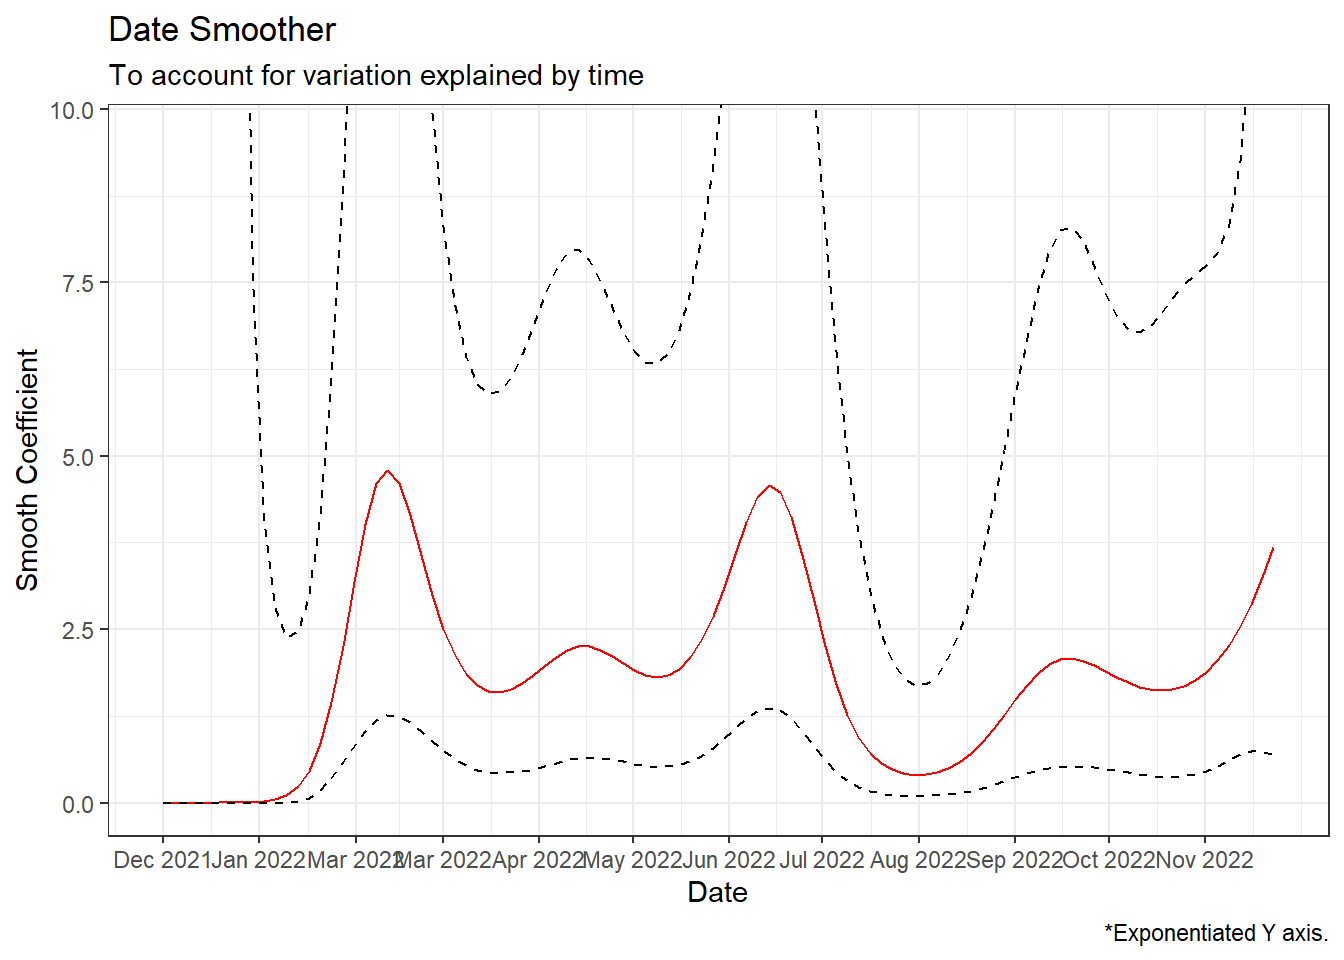 Date Smoother
To account for variation explained by time
10.0
7.5
5.0
2.5
0.0
Smooth Coefficient
Dec 2021 Jan 2022 Mar 2022 Mar 2022 Apr 2022 May 2022 Jun 2022 Jul 2022 Aug 2022 Sep 2022 Oct 2022 Nov 2022
Date
*Exponentiated Y axis.